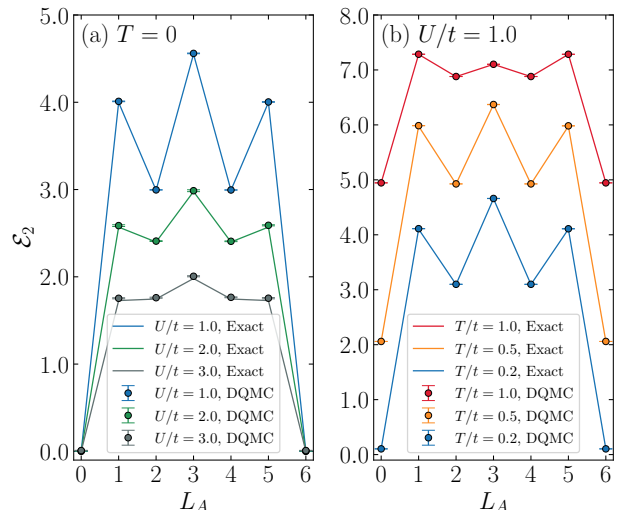 (a) T = 0
ℰ₂
5.0
4.0
3.0
2.0
1.0
0.0
0 1 2 3 4 5 6
L_A
U/t = 1.0, Exact
U/t = 2.0, Exact
U/t = 3.0, Exact
U/t = 1.0, DQMC
U/t = 2.0, DQMC
U/t = 3.0, DQMC
(b) U/t = 1.0
8.0
7.0
6.0
5.0
4.0
3.0
2.0
1.0
0.0
0 1 2 3 4 5 6
L_A
T/t = 1.0, Exact
T/t = 0.5, Exact
T/t = 0.2, Exact
T/t = 1.0, DQMC
T/t = 0.5, DQMC
T/t = 0.2, DQMC